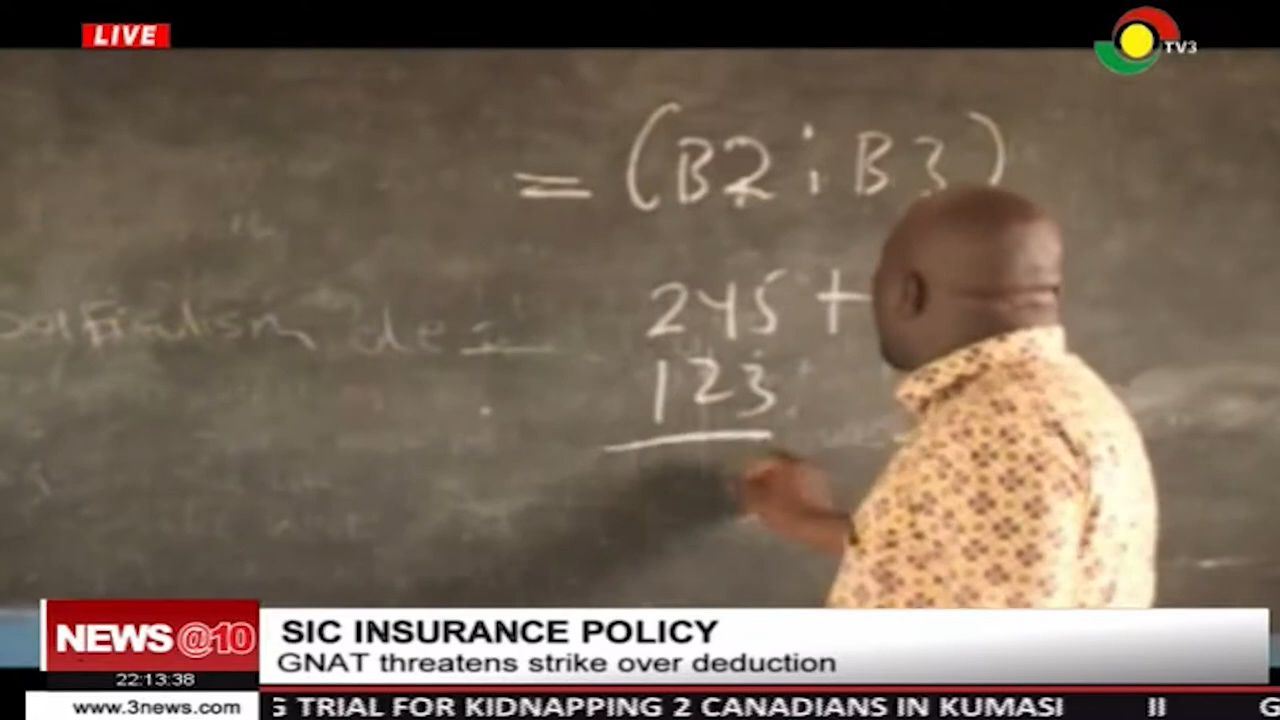 LIVE
TV3
= (B2 : B3)
245 +
123
de =
NEWS @10
SIC INSURANCE POLICY
GNAT threatens strike over deduction
22:13:38
www.3news.com
G TRIAL FOR KIDNAPPING 2 CANADIANS IN KUMASI
G